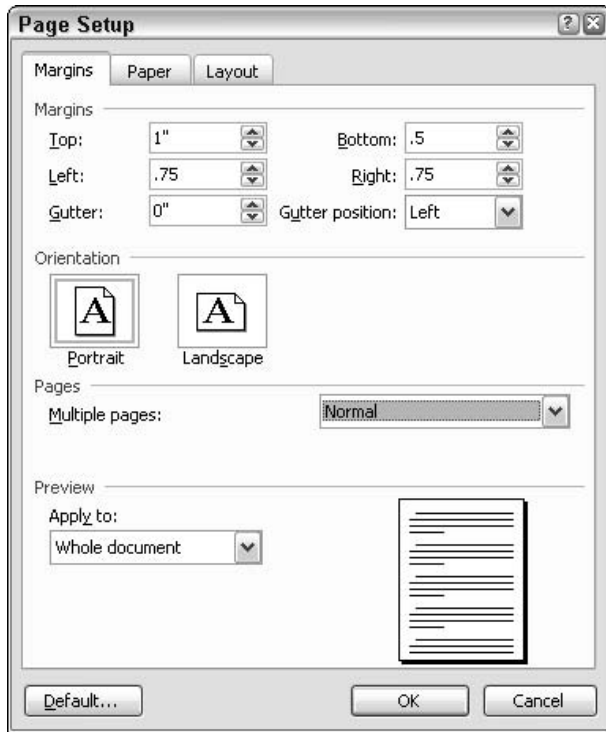 Page Setup
Margins Paper Layout
Margins
Top: 1" Bottom: .5
Left: .75 Right: .75
Gutter: 0" Gutter position: Left
Orientation
A A
Portrait Landscape
Pages
Multiple pages: Normal
Preview
Apply to:
Whole document
Default... OK Cancel